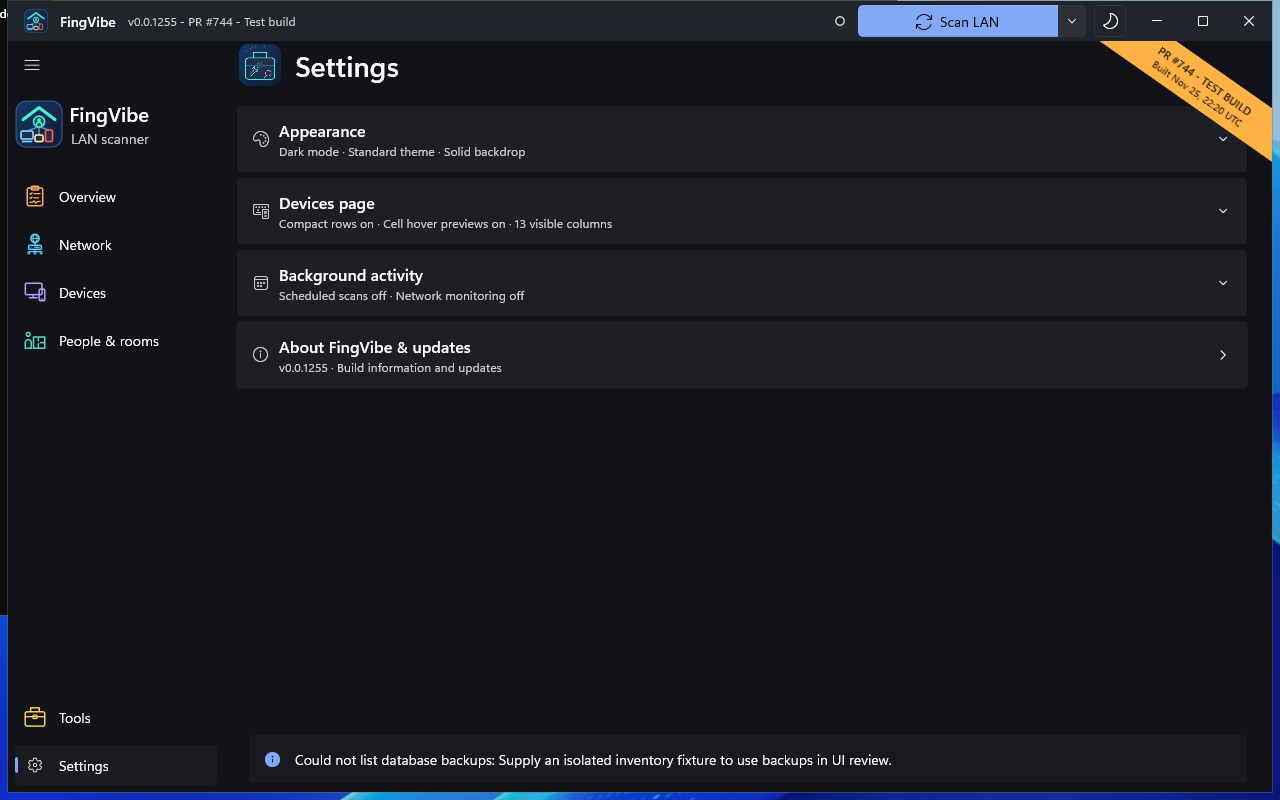 FingVibe v0.0.1255 - PR #744 - Test build
Scan LAN
PR #744 - TEST BUILD
Built Nov 25, 22:20 UTC
Settings
FingVibe
LAN scanner
Overview
Network
Devices
People & rooms
Appearance
Dark mode · Standard theme · Solid backdrop
Devices page
Compact rows on · Cell hover previews on · 13 visible columns
Background activity
Scheduled scans off · Network monitoring off
About FingVibe & updates
v0.0.1255 · Build information and updates
Tools
Settings
Could not list database backups: Supply an isolated inventory fixture to use backups in UI review.